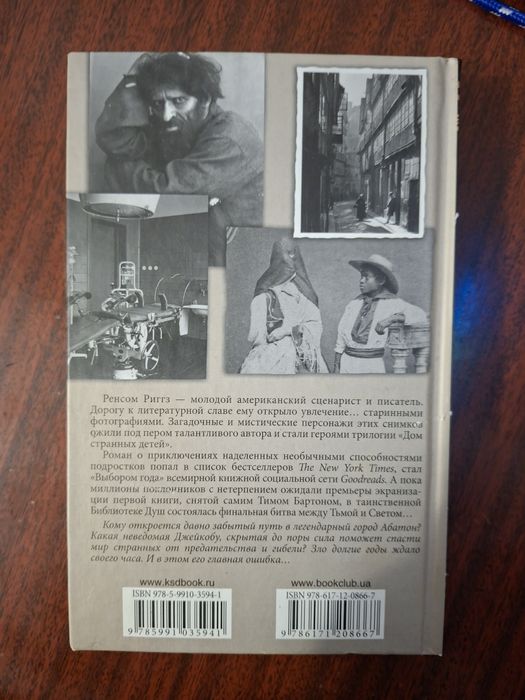 Ренсом Риггз — молодой американский сценарист и писатель.
Дорогу к литературной славе ему открыло увлечение… старинными
фотографиями. Загадочные и мистические персонажи этих снимков
ожили под пером талантливого автора и стали героями трилогии «Дом
странных детей».
Роман о приключениях наделенных необычными способностями
подростков попал в список бестселлеров The New York Times, стал
«Выбором года» всемирной книжной социальной сети Goodreads. А пока
миллионы поклонников с нетерпением ожидали премьеры экраниза-
ции первой книги, снятой самим Тимом Бартоном, в таинственной
Библиотеке Душ состоялась финальная битва между Тьмой и Светом…
Кому откроется давно забытый путь в легендарный город Абатон?
Какая неведомая Джейкобу, скрытая до поры сила поможет спасти
мир странных от предательства и гибели? Зло долгие годы ждало
своего часа. И в этом его главная ошибка…
www.ksdbook.ru www.bookclub.ua
ISBN 978-5-9910-3594-1 ISBN 978-617-12-0866-7
9 785991 035941 9 786171 208667